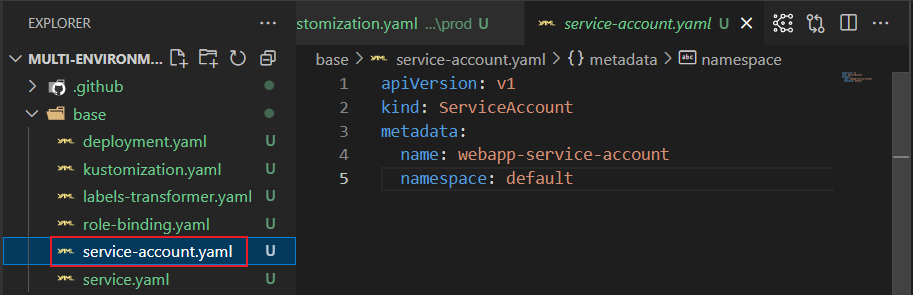 EXPLORER
stomization.yaml ...\prod U
service-account.yaml U
MULTI-ENVIRONM...
base > service-account.yaml > {} metadata > abc namespace
.github
base
deployment.yaml U
kustomization.yaml U
labels-transformer.yaml U
role-binding.yaml U
service-account.yaml U
service.yaml U
1 apiVersion: v1
2 kind: ServiceAccount
3 metadata:
4 name: webapp-service-account
5 namespace: default